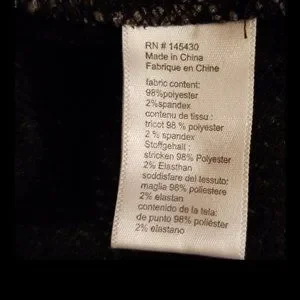 RN # 145430
Made in China
Fabrique en Chine
fabric content:
98%polyester
2%spandex
contenu de tissu :
tricot 98 % polyester
2 % spandex
Stoffgehall :
stricken 98% Polyester
2% Elasthan
soddisfare del tessuto:
maglia 98% poliestere
2% elastan
contenido de la tela:
de punto 98% poliéster
2% elastano